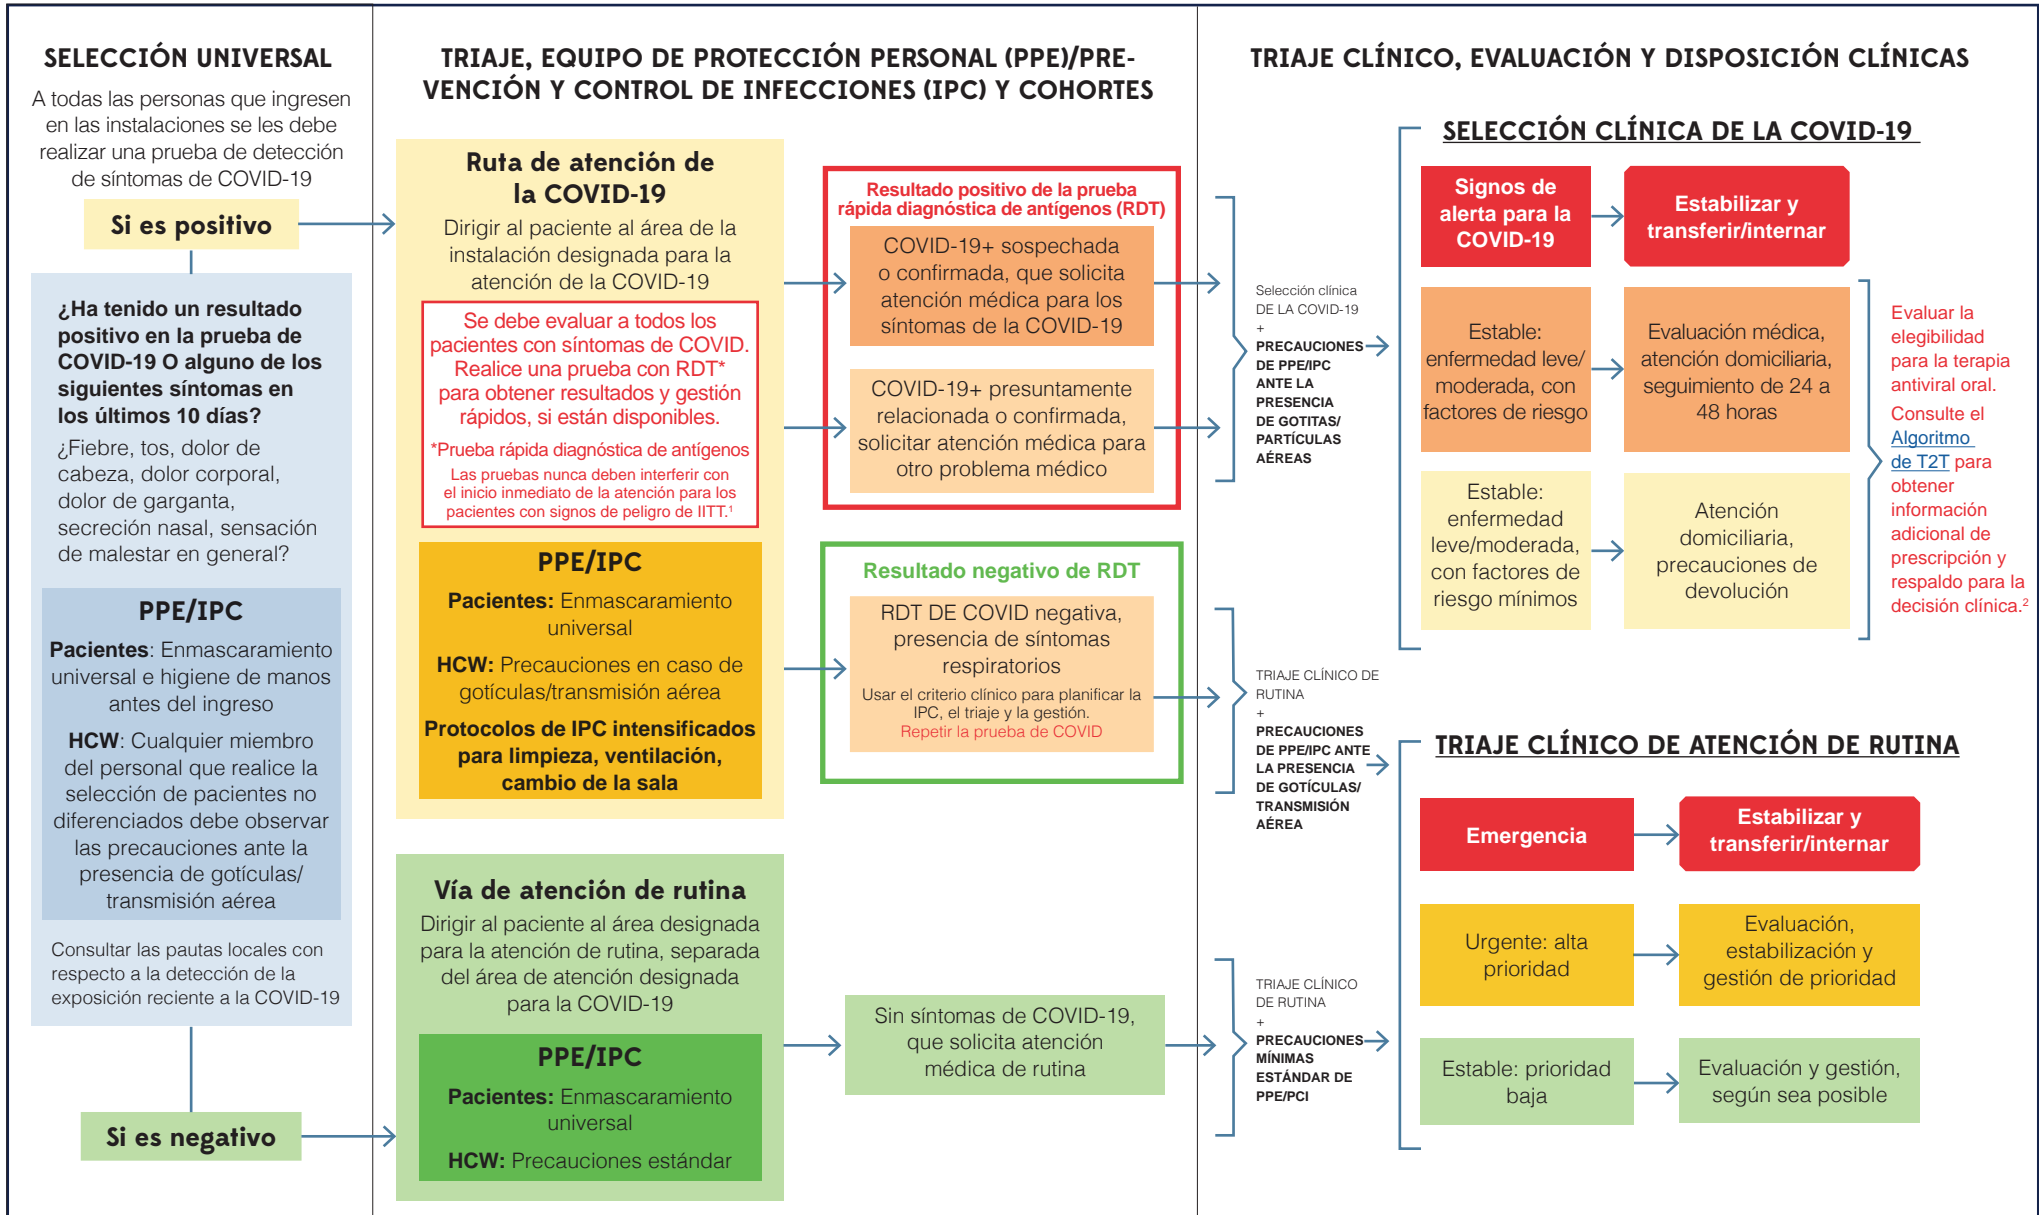 SELECCIÓN UNIVERSAL
A todas las personas que ingresen
en las instalaciones se les debe
realizar una prueba de detección
de síntomas de COVID-19
Si es positivo
¿Ha tenido un resultado
positivo en la prueba de
COVID-19 O alguno de los
siguientes síntomas en
los últimos 10 días?
¿Fiebre, tos, dolor de
cabeza, dolor corporal,
dolor de garganta,
secreción nasal, sensación
de malestar en general?
PPE/IPC
Pacientes: Enmascaramiento
universal e higiene de manos
antes del ingreso
HCW: Cualquier miembro
del personal que realice la
selección de pacientes no
diferenciados debe observar
las precauciones ante la
presencia de gotículas/
transmisión aérea
Consultar las pautas locales con
respecto a la detección de la
exposición reciente a la COVID-19
Si es negativo
TRIAJE, EQUIPO DE PROTECCIÓN PERSONAL (PPE)/PRE-
VENCIÓN Y CONTROL DE INFECCIONES (IPC) Y COHORTES
Ruta de atención de
la COVID-19
Dirigir al paciente al área de la
instalación designada para la
atención de la COVID-19
Se debe evaluar a todos los
pacientes con síntomas de COVID.
Realice una prueba con RDT*
para obtener resultados y gestión
rápidos, si están disponibles.
*Prueba rápida diagnóstica de antígenos
Las pruebas nunca deben interferir con
el inicio inmediato de la atención para los
pacientes con signos de peligro de IITT.¹
PPE/IPC
Pacientes: Enmascaramiento
universal
HCW: Precauciones en caso de
gotículas/transmisión aérea
Protocolos de IPC intensificados
para limpieza, ventilación,
cambio de la sala
Vía de atención de rutina
Dirigir al paciente al área designada
para la atención de rutina, separada
del área de atención designada
para la COVID-19
PPE/IPC
Pacientes: Enmascaramiento
universal
HCW: Precauciones estándar
Resultado positivo de la prueba
rápida diagnóstica de antígenos (RDT)
COVID-19+ sospechada
o confirmada, que solicita
atención médica para los
síntomas de la COVID-19
COVID-19+ presuntamente
relacionada o confirmada,
solicitar atención médica para
otro problema médico
Resultado negativo de RDT
RDT DE COVID negativa,
presencia de síntomas
respiratorios
Usar el criterio clínico para planificar la
IPC, el triaje y la gestión.
Repetir la prueba de COVID
Sin síntomas de COVID-19,
que solicita atención
médica de rutina
TRIAJE CLÍNICO, EVALUACIÓN Y DISPOSICIÓN CLÍNICAS
Selección clínica
DE LA COVID-19
+
PRECAUCIONES
DE PPE/IPC
ANTE LA
PRESENCIA
DE GOTITAS/
PARTÍCULAS
AÉREAS
TRIAJE CLÍNICO DE
RUTINA
+
PRECAUCIONES
DE PPE/IPC ANTE
LA PRESENCIA
DE GOTÍCULAS/
TRANSMISIÓN
AÉREA
TRIAJE CLÍNICO
DE RUTINA
+
PRECAUCIONES
MÍNIMAS
ESTÁNDAR DE
PPE/PCI
SELECCIÓN CLÍNICA DE LA COVID-19
Signos de
alerta para la
COVID-19
Estabilizar y
transferir/internar
Estable:
enfermedad leve/
moderada, con
factores de riesgo
Evaluación médica,
atención domiciliaria,
seguimiento de 24 a
48 horas
Estable:
enfermedad
leve/moderada,
con factores de
riesgo mínimos
Atención
domiciliaria,
precauciones de
devolución
Evaluar la
elegibilidad
para la terapia
antiviral oral.
Consulte el
Algoritmo
de T2T para
obtener
información
adicional de
prescripción y
respaldo para la
decisión clínica.²
TRIAJE CLÍNICO DE ATENCIÓN DE RUTINA
Emergencia
Estabilizar y
transferir/internar
Urgente: alta
prioridad
Evaluación,
estabilización y
gestión de prioridad
Estable: prioridad
baja
Evaluación y gestión,
según sea posible